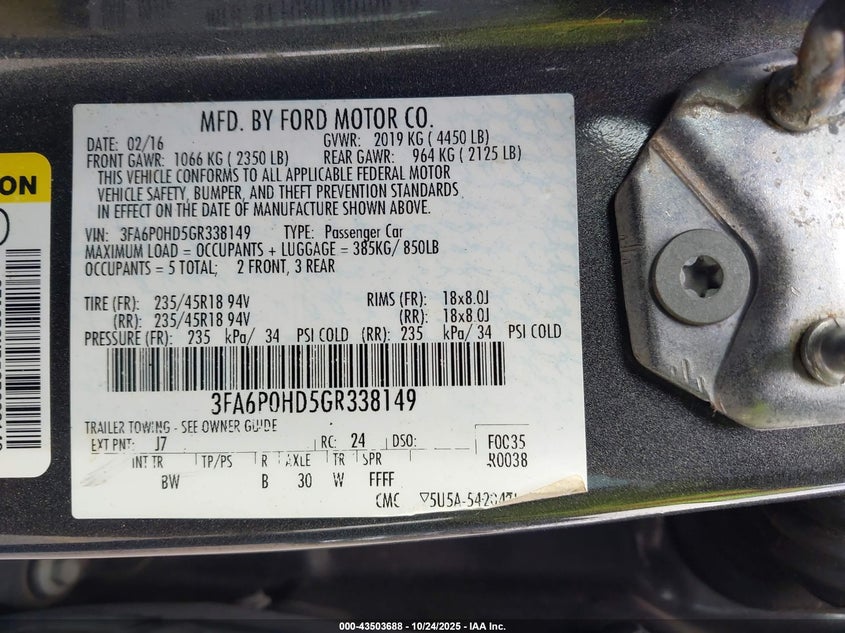 MFD. BY FORD MOTOR CO.
DATE: 02/16 GVWR: 2019 KG ( 4450 LB)
FRONT GAWR: 1066 KG ( 2350 LB) REAR GAWR: 964 KG ( 2125 LB)
THIS VEHICLE CONFORMS TO ALL APPLICABLE FEDERAL MOTOR
VEHICLE SAFETY, BUMPER, AND THEFT PREVENTION STANDARDS
IN EFFECT ON THE DATE OF MANUFACTURE SHOWN ABOVE.
VIN: 3FA6P0HD5GR338149 TYPE: Passenger Car
MAXIMUM LOAD = OCCUPANTS + LUGGAGE = 385KG/ 850LB
OCCUPANTS = 5 TOTAL; 2 FRONT, 3 REAR
TIRE (FR): 235/45R18 94V RIMS (FR): 18x8.0J
(RR): 235/45R18 94V (RR): 18x8.0J
PRESSURE (FR): 235 kPa/ 34 PSI COLD (RR): 235 kPa/ 34 PSI COLD
3FA6P0HD5GR338149
TRAILER TOWING - SEE OWNER GUIDE
EXT PNT: J7 RC: 24 DSO: F0035
INT TR TP/PS R AXLE TR SPR R0038
BW B 30 W FFFF
CMC
ON
000-43503688 - 10/24/2025 - IAA Inc.